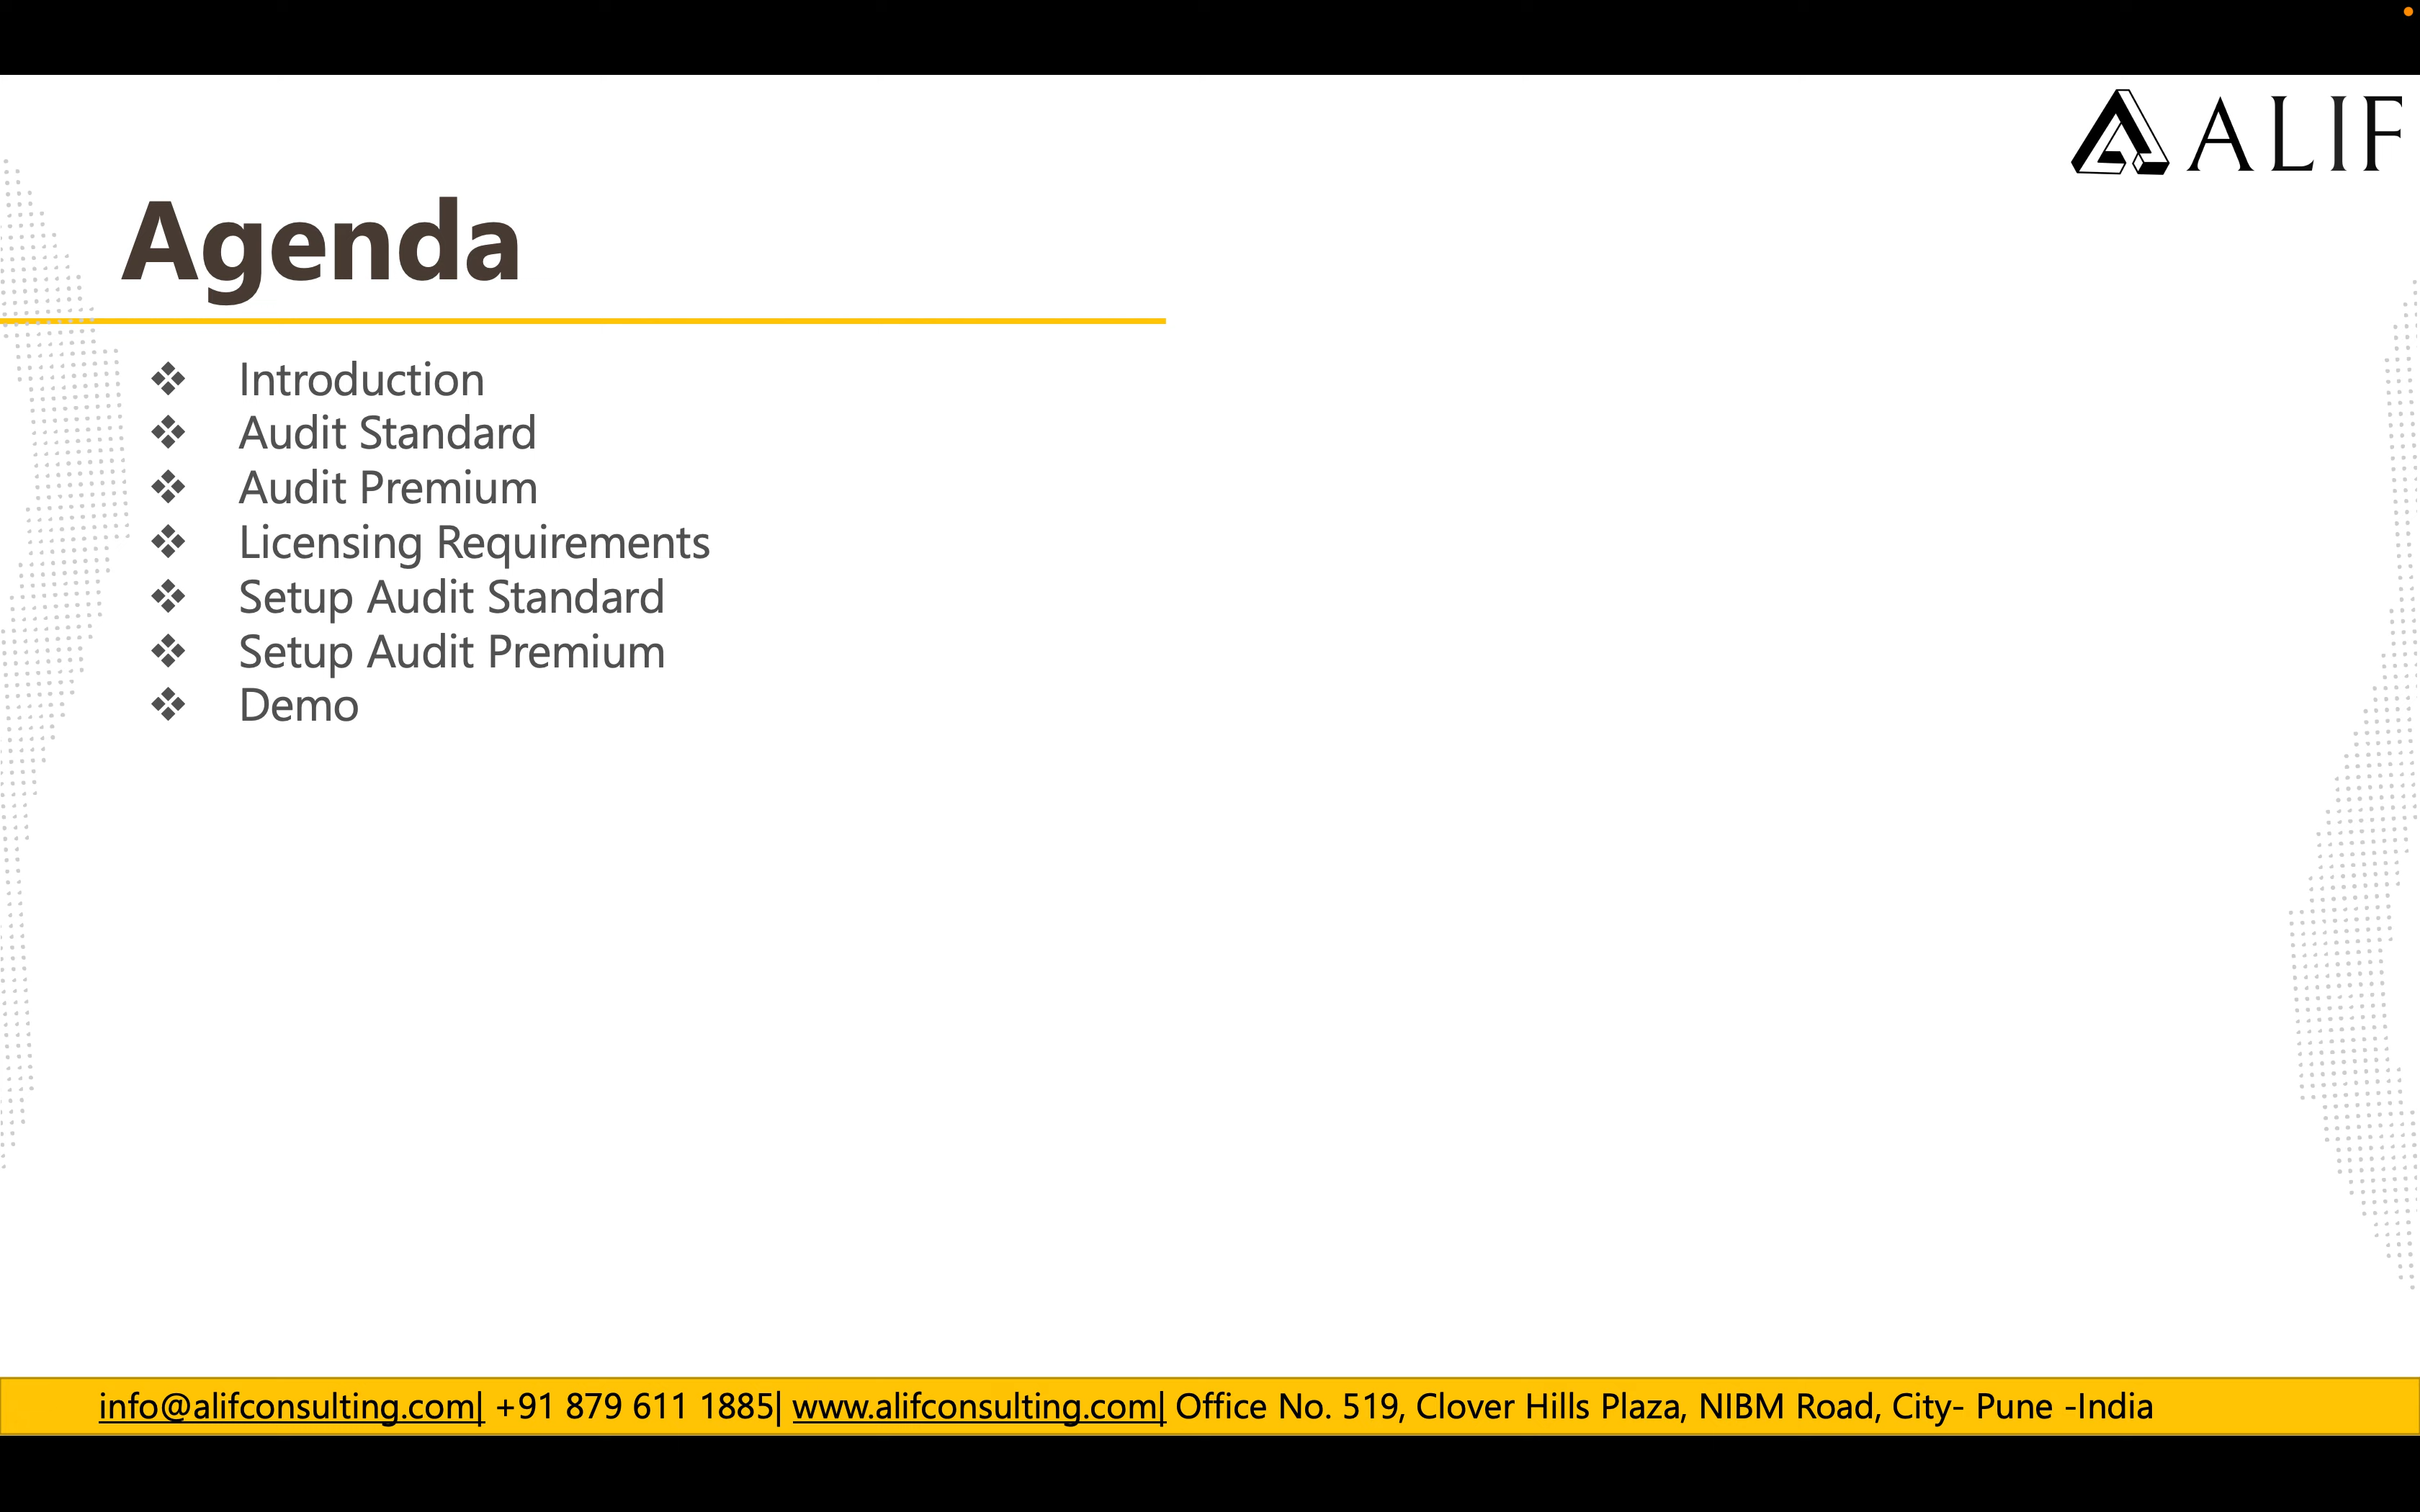 ALIF
Agenda
❖ Introduction
❖ Audit Standard
❖ Audit Premium
❖ Licensing Requirements
❖ Setup Audit Standard
❖ Setup Audit Premium
❖ Demo
info@alifconsulting.com| +91 879 611 1885| www.alifconsulting.com| Office No. 519, Clover Hills Plaza, NIBM Road, City- Pune -India